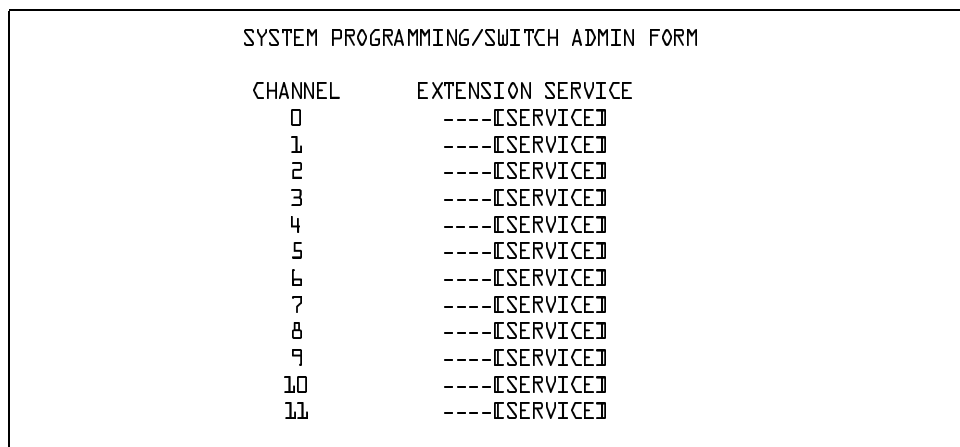 SYSTEM PROGRAMMING/SWITCH ADMIN FORM
CHANNEL EXTENSION SERVICE
0 ----[SERVICE]
1 ----[SERVICE]
2 ----[SERVICE]
3 ----[SERVICE]
4 ----[SERVICE]
5 ----[SERVICE]
6 ----[SERVICE]
7 ----[SERVICE]
8 ----[SERVICE]
9 ----[SERVICE]
10 ----[SERVICE]
11 ----[SERVICE]